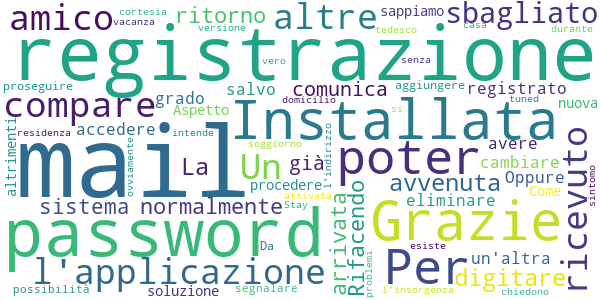 amico
ritorno
altre
cortesia
vacanza
versione
sappiamo
tedesco
casa
durante
sbagliato
registrazione
vero
senza
proseguire
compare
grado
salvo
comunica
aggiungere
registrato
nuova
altrimenti
accedere
Aspetto
domicilio
Installata
tuned
si
residenza
ovviamente
intende
mail
La
Un
già
soggiorno
l'indirizzo
poter
avere
cambiare
procedere
Oppure
Come
ricevuto
sintomo
sistema
normalmente
attivata
Stay
arrivata
Rifacendo
avvenuta
eliminare
Grazie
password
Da
esiste
l'applicazione
Per
un'altra
digitare
possibilità
soluzione
segnalare
problemi
l'insorgenza
chiedono